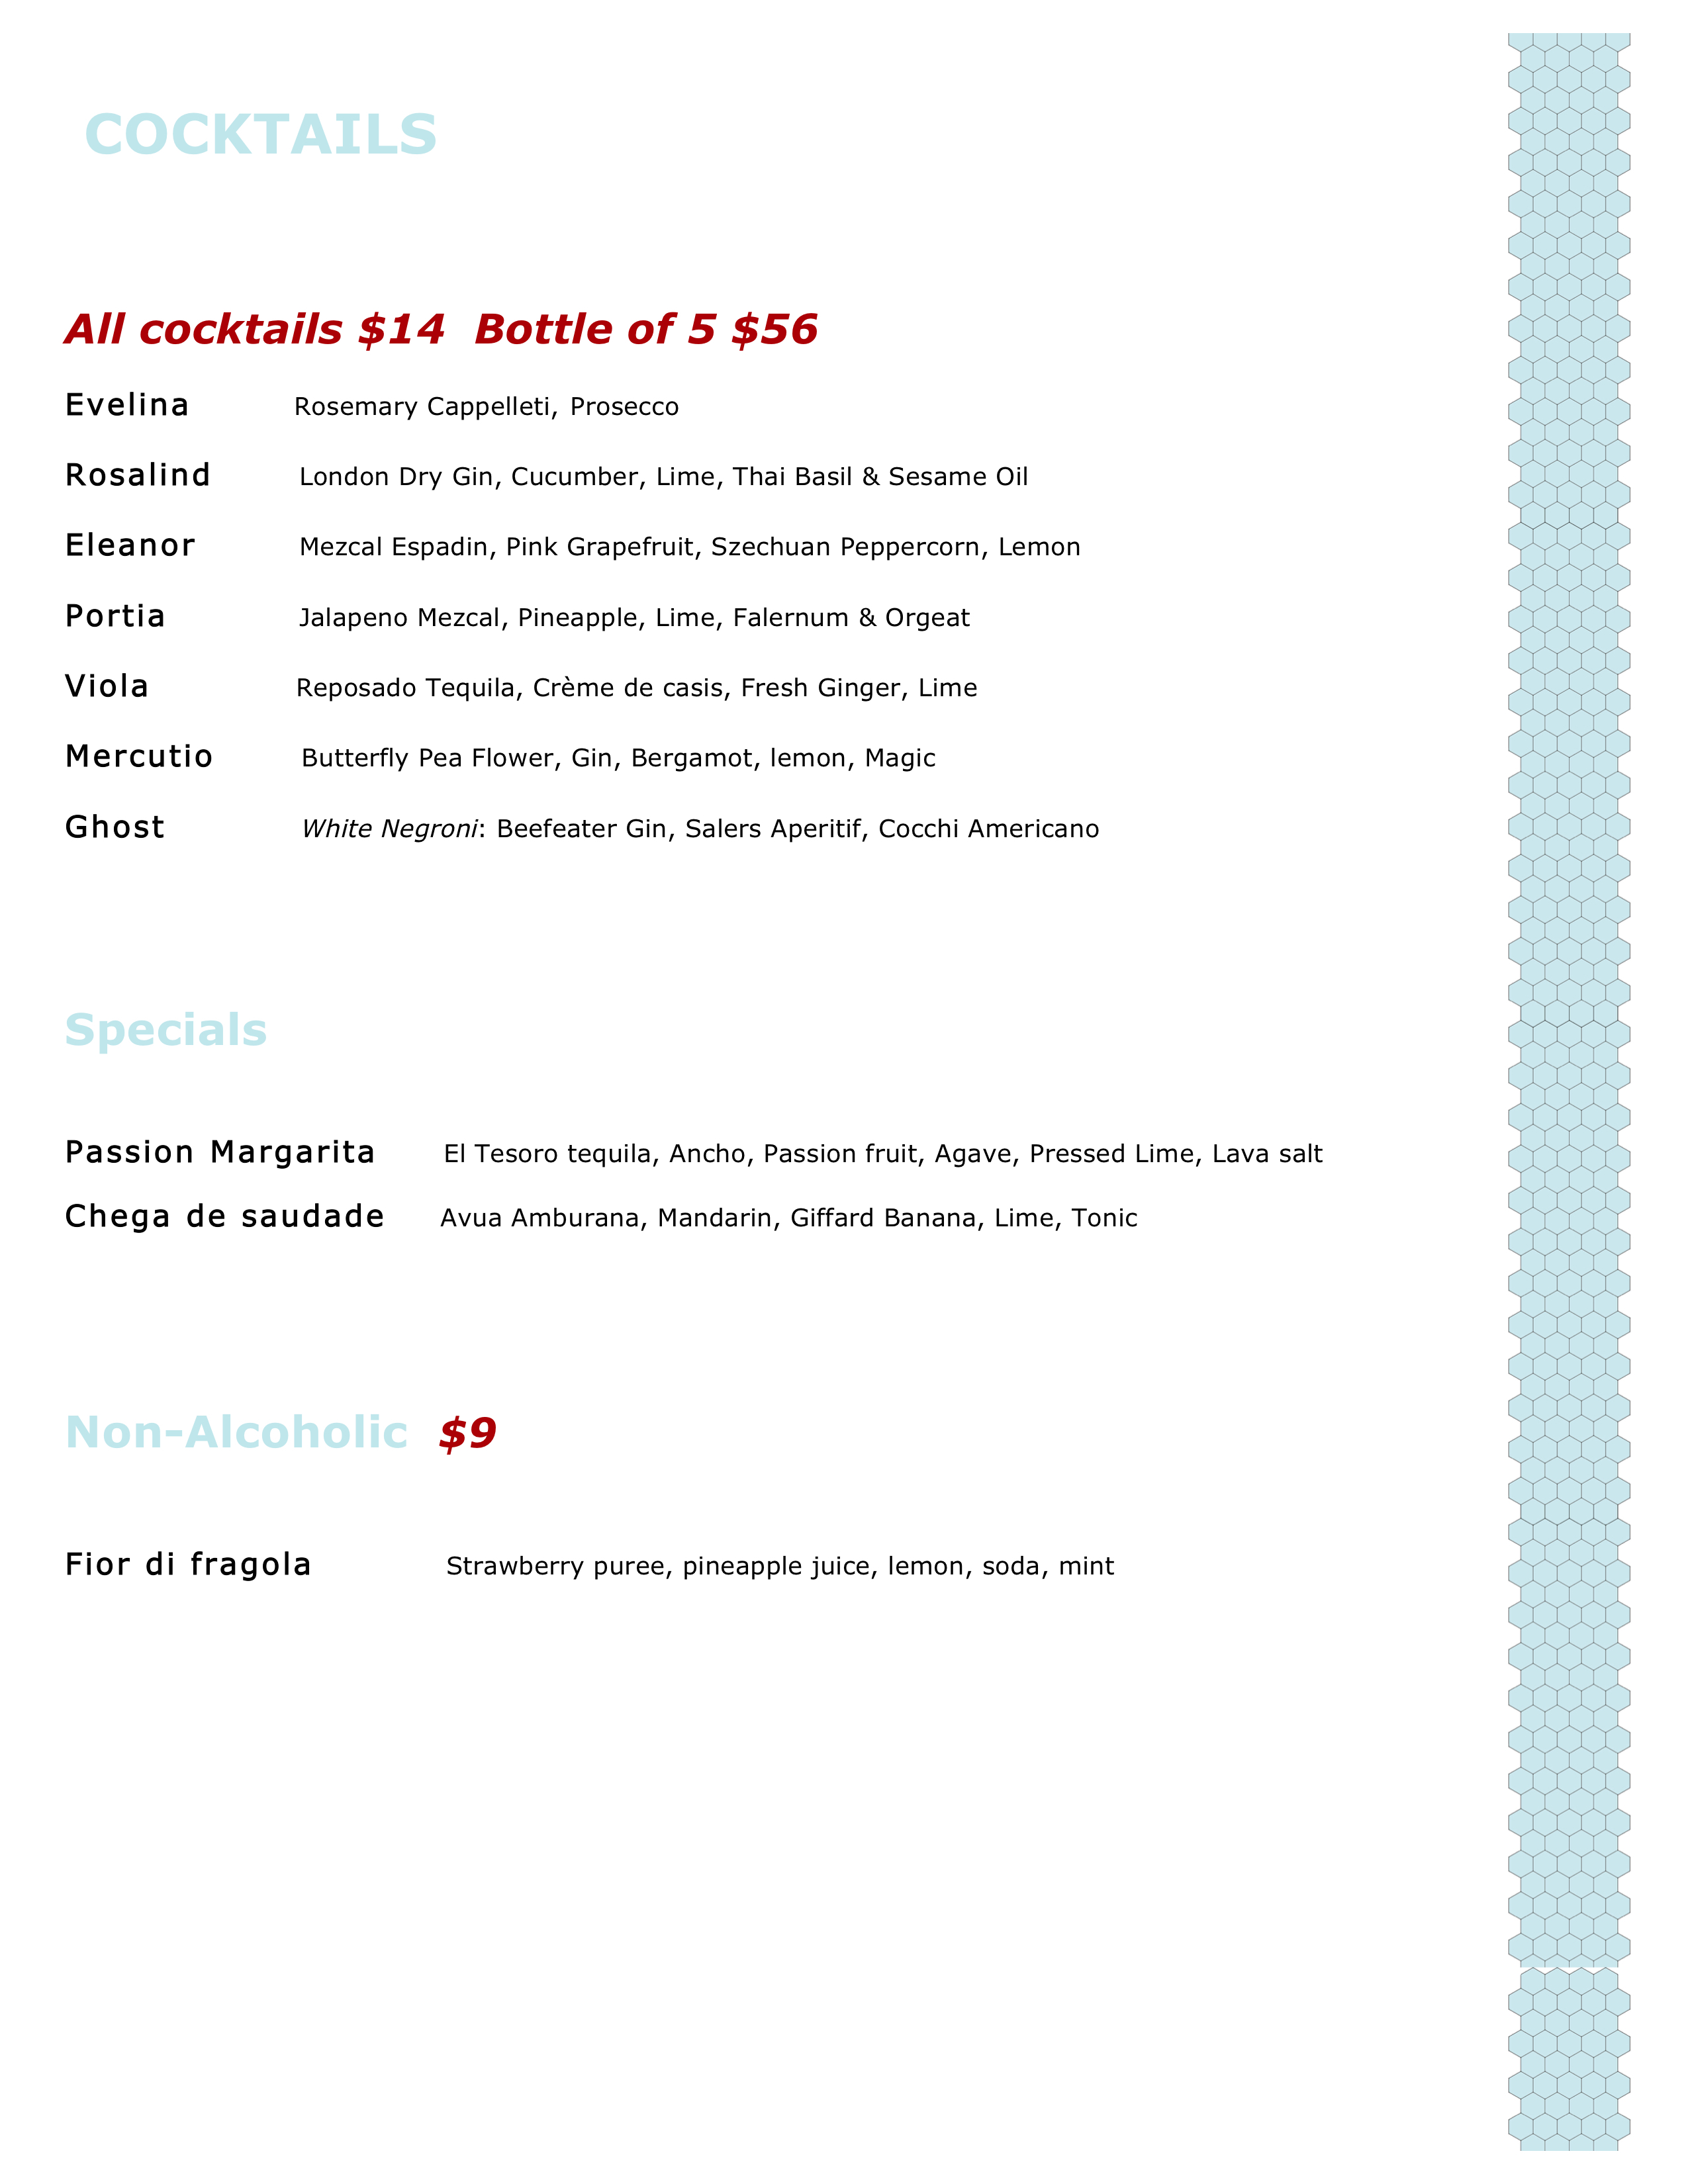 COCKTAILS
All cocktails $14  Bottle of 5 $56
Evelina Rosemary Cappelleti, Prosecco
Rosalind London Dry Gin, Cucumber, Lime, Thai Basil & Sesame Oil
Eleanor Mezcal Espadin, Pink Grapefruit, Szechuan Peppercorn, Lemon
Portia Jalapeno Mezcal, Pineapple, Lime, Falernum & Orgeat
Viola Reposado Tequila, Crème de casis, Fresh Ginger, Lime
Mercutio Butterfly Pea Flower, Gin, Bergamot, lemon, Magic
Ghost White Negroni: Beefeater Gin, Salers Aperitif, Cocchi Americano
Specials
Passion Margarita El Tesoro tequila, Ancho, Passion fruit, Agave, Pressed Lime, Lava salt
Chega de saudade Avua Amburana, Mandarin, Giffard Banana, Lime, Tonic
Non-Alcoholic $9
Fior di fragola Strawberry puree, pineapple juice, lemon, soda, mint